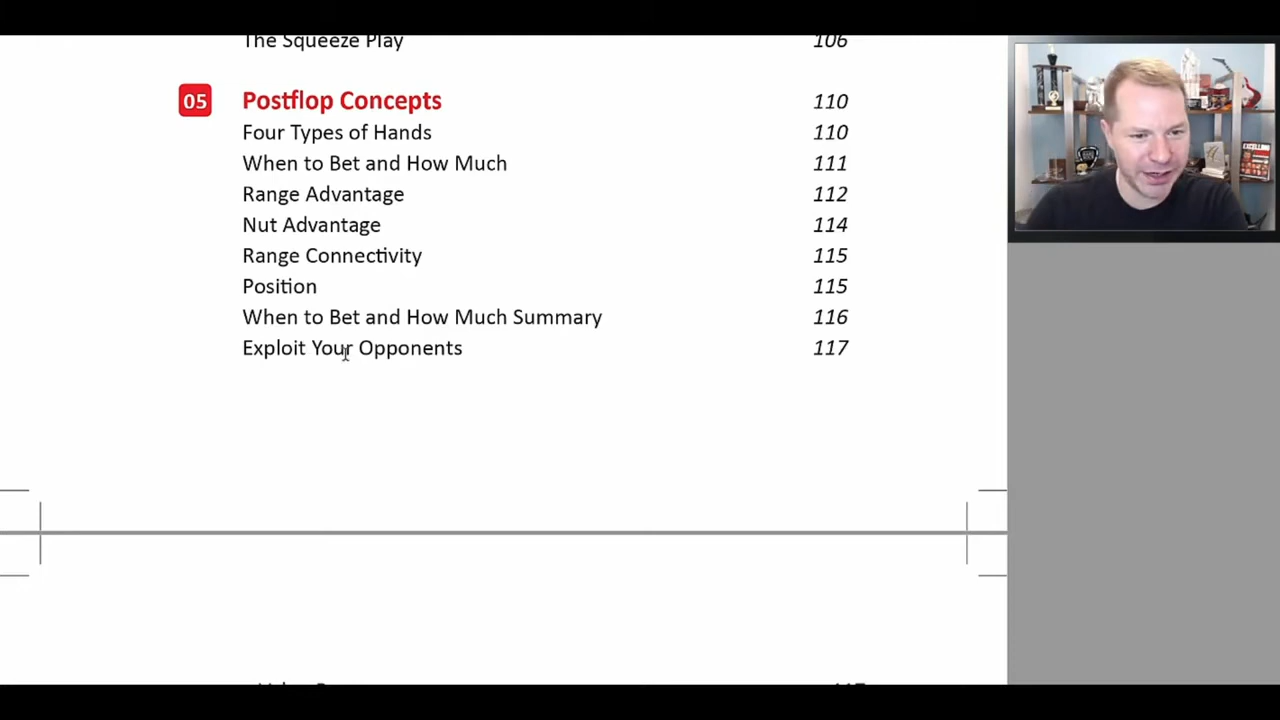 The Squeeze Play 106
05 Postflop Concepts 110
Four Types of Hands 110
When to Bet and How Much 111
Range Advantage 112
Nut Advantage 114
Range Connectivity 115
Position 115
When to Bet and How Much Summary 116
Exploit Your Opponents 117